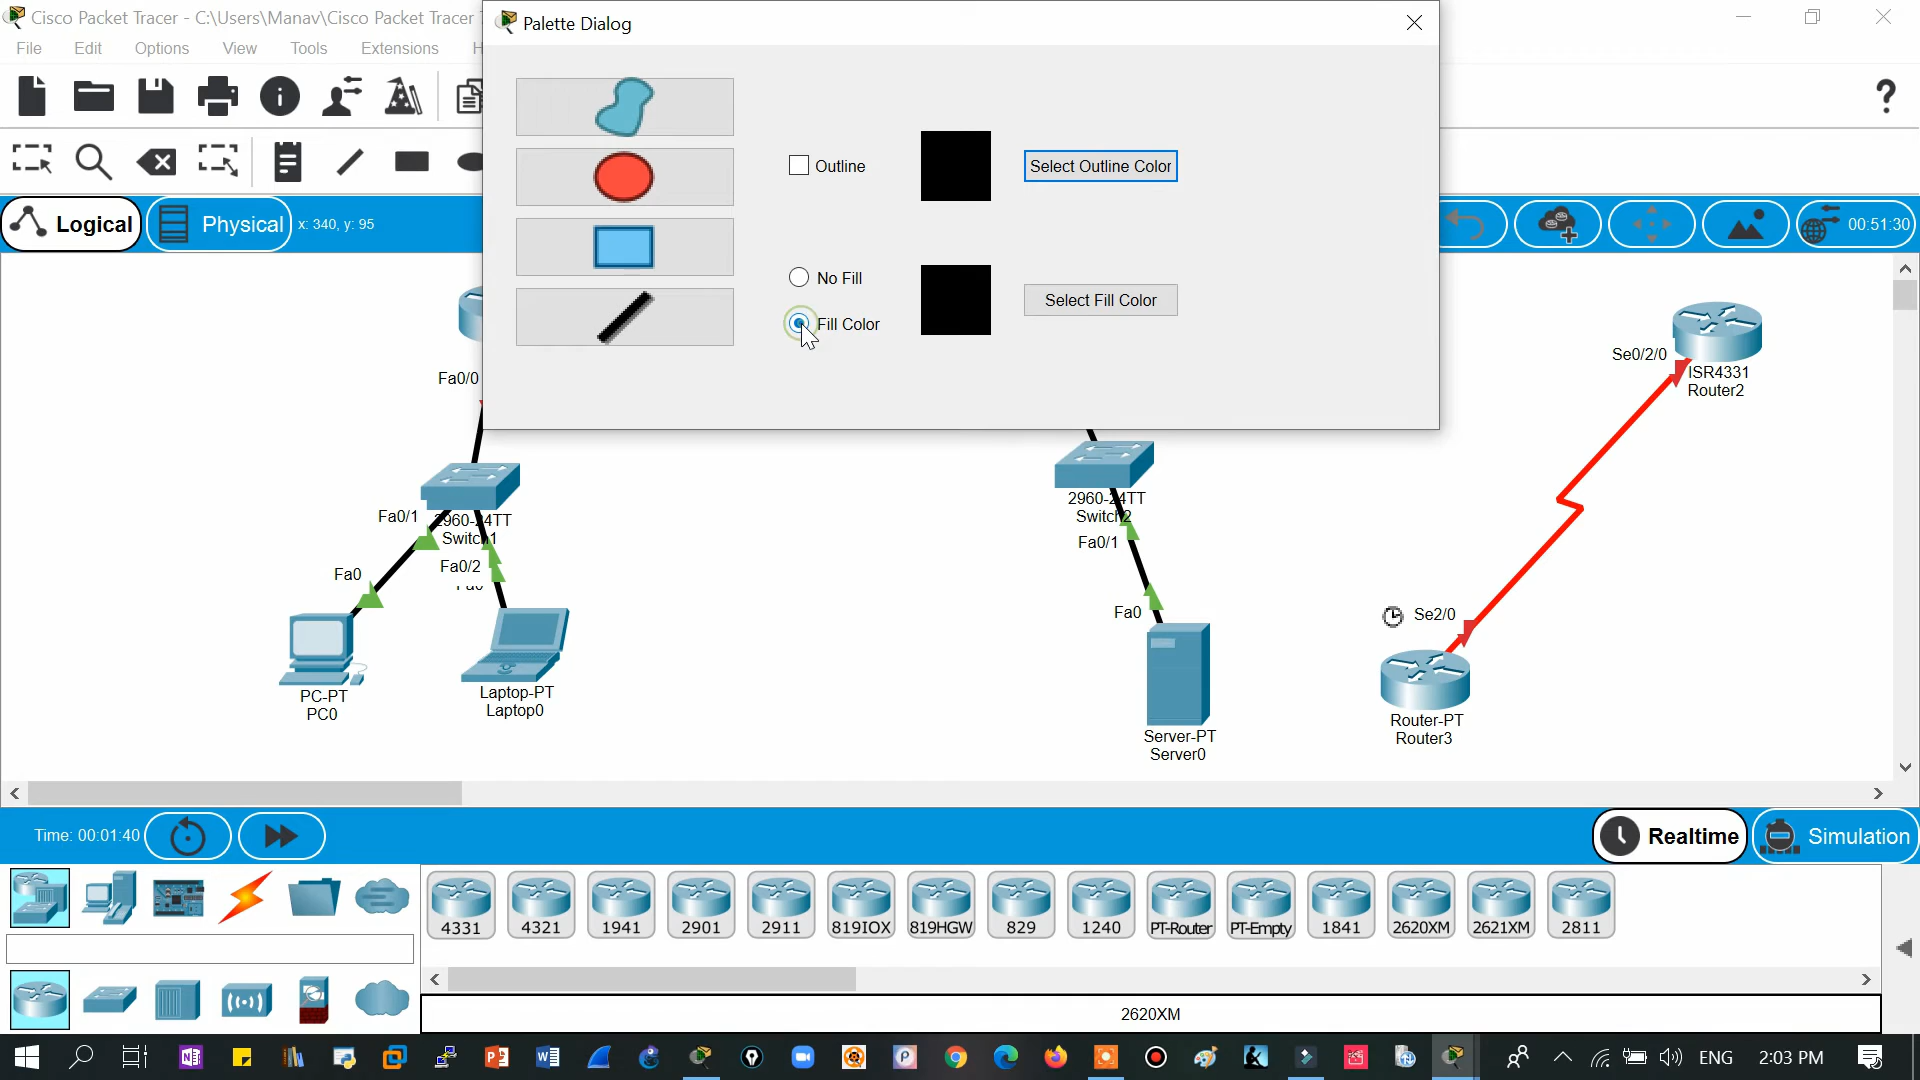 Cisco Packet Tracer - C:\Users\Manav\Cisco Packet Tracer
Palette Dialog
File Edit Options View Tools Extensions H
Outline
Select Outline Color
No Fill
Fill Color
Select Fill Color
Logical
Physical
x: 340, y: 95
00:51:30
Fa0/0
Se0/2/0
ISR4331
Router2
2960-24TT
Switch1
Fa0/1
Fa0/2
Fa0
Fa0
PC-PT
PC0
Laptop-PT
Laptop0
2960-24TT
Switch2
Fa0/1
Fa0
Server-PT
Server0
Se2/0
Router-PT
Router3
Time: 00:01:40
Realtime
Simulation
4331 4321 1941 2901 2911 819IOX 819HGW 829 1240 PT-Router PT-Empty 1841 2620XM 2621XM 2811
2620XM
ENG
2:03 PM